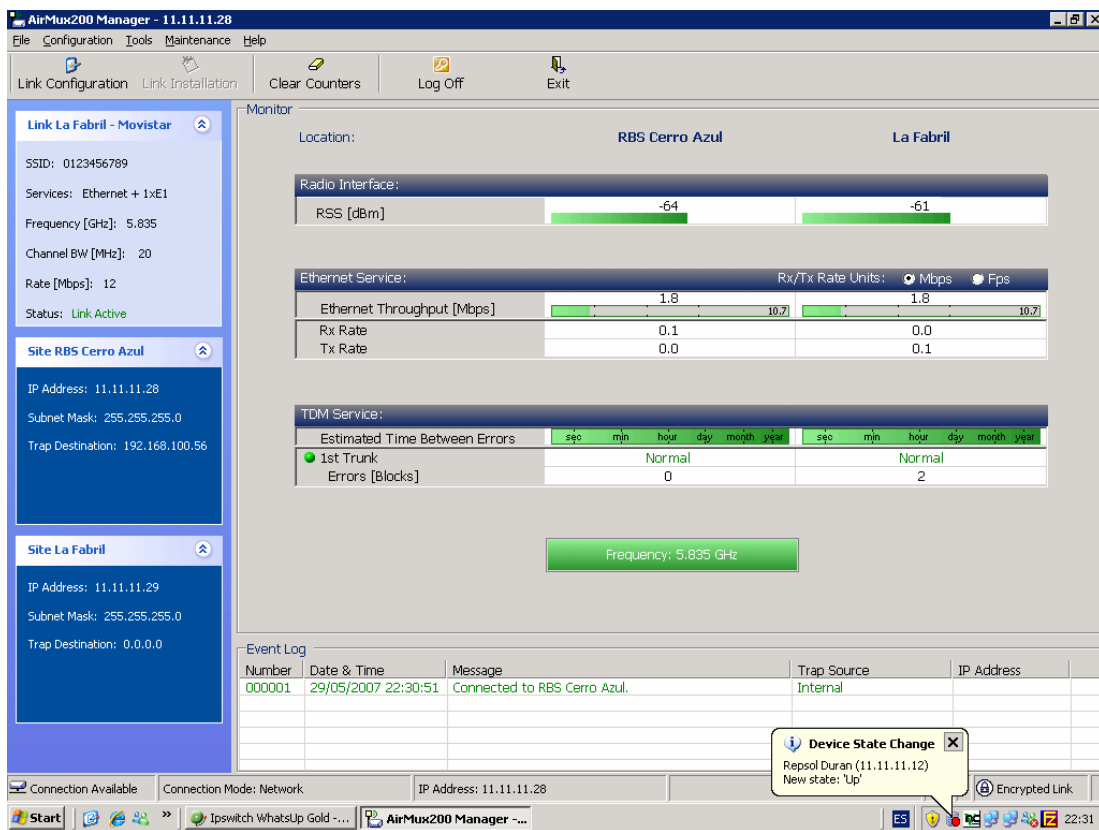 AirMux200 Manager - 11.11.11.28
File Configuration Tools Maintenance Help
Link Configuration Link Installation Clear Counters Log Off Exit
Link La Fabril - Movistar
SSID: 0123456789
Services: Ethernet + 1xE1
Frequency [GHz]: 5.835
Channel BW [MHz]: 20
Rate [Mbps]: 12
Status: Link Active
Site RBS Cerro Azul
IP Address: 11.11.11.28
Subnet Mask: 255.255.255.0
Trap Destination: 192.168.100.56
Site La Fabril
IP Address: 11.11.11.29
Subnet Mask: 255.255.255.0
Trap Destination: 0.0.0.0
Monitor
Location: RBS Cerro Azul La Fabril
Radio Interface:
RSS [dBm] -64 -61
Ethernet Service: Rx/Tx Rate Units: Mbps Fps
Ethernet Throughput [Mbps] 1.8 10.7 1.8 10.7
Rx Rate 0.1 0.0
Tx Rate 0.0 0.1
TDM Service:
Estimated Time Between Errors sec min hour day month year sec min hour day month year
1st Trunk Normal Normal
Errors [Blocks] 0 2
Frequency: 5.835 GHz
Event Log
Number Date & Time Message Trap Source IP Address
000001 29/05/2007 22:30:51 Connected to RBS Cerro Azul. Internal
Device State Change
Repsol Duran (11.11.11.12)
New state: 'Up'
Connection Available Connection Mode: Network IP Address: 11.11.11.28 Encrypted Link
Start » Ipswitch WhatsUp Gold -... AirMux200 Manager -... ES 22:31